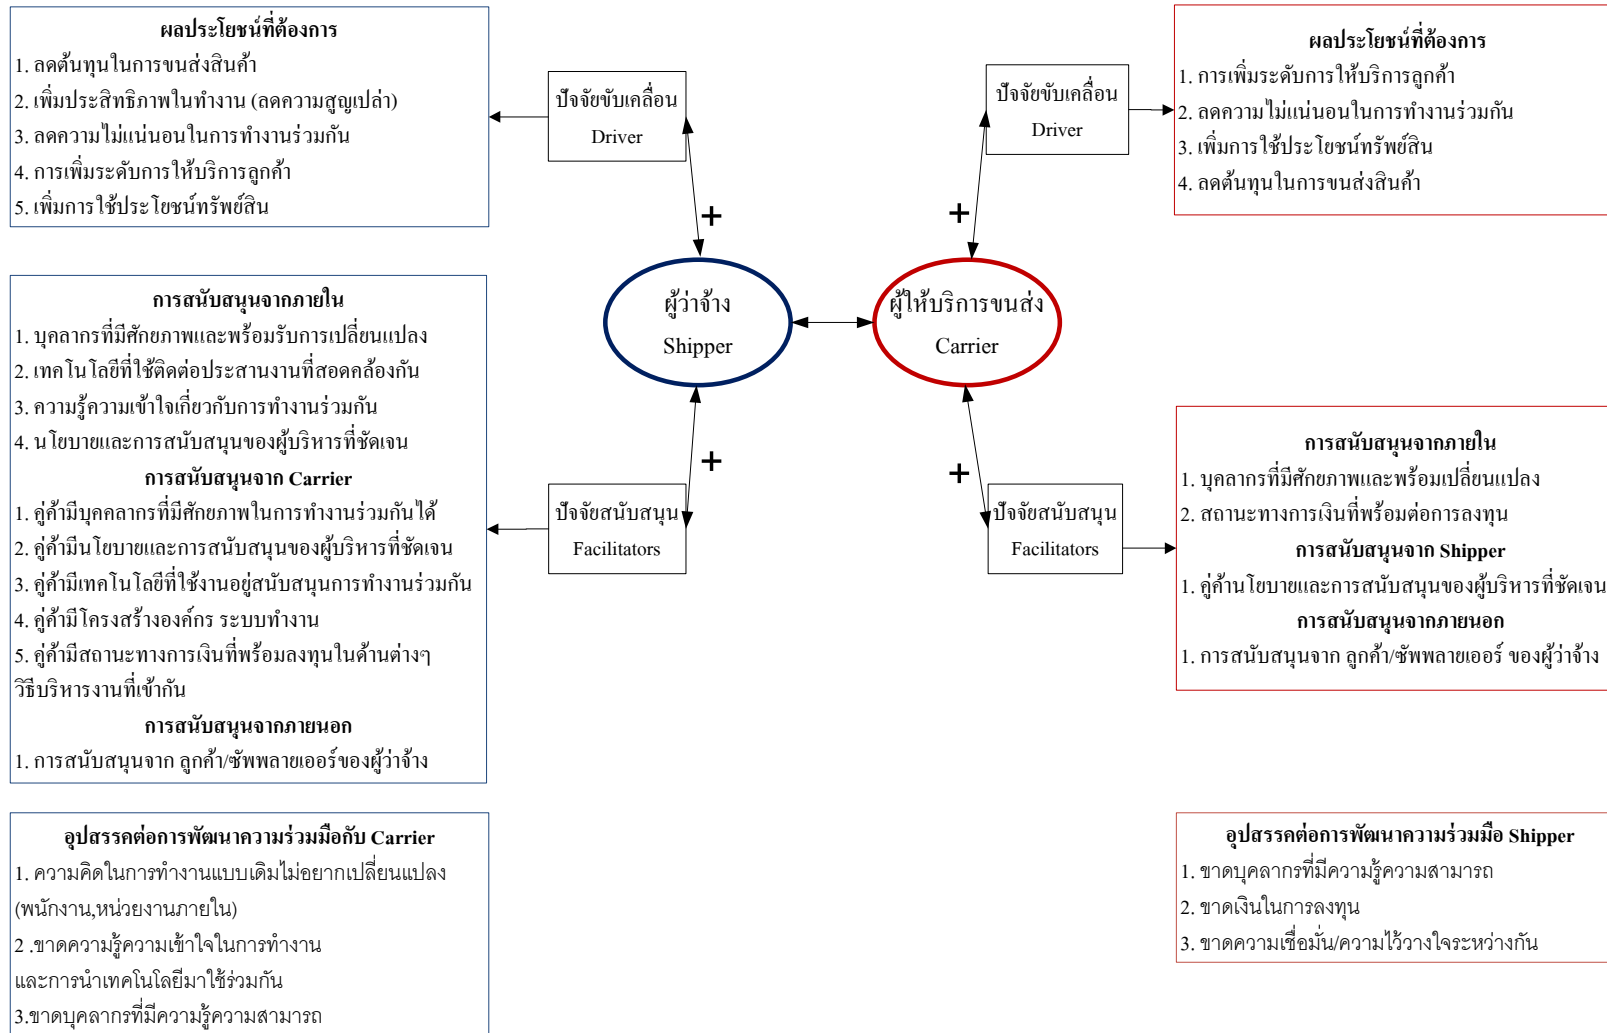 ผลประโยชน์ที่ต้องการ
1. ลดต้นทุนในการขนส่งสินค้า
2. เพิ่มประสิทธิภาพในทำงาน (ลดความสูญเปล่า)
3. ลดความไม่แน่นอนในการทำงานร่วมกัน
4. การเพิ่มระดับการให้บริการลูกค้า
5. เพิ่มการใช้ประโยชน์ทรัพย์สิน
ปัจจัยขับเคลื่อน
Driver
ปัจจัยขับเคลื่อน
Driver
ผลประโยชน์ที่ต้องการ
1. การเพิ่มระดับการให้บริการลูกค้า
2. ลดความไม่แน่นอนในการทำงานร่วมกัน
3. เพิ่มการใช้ประโยชน์ทรัพย์สิน
4. ลดต้นทุนในการขนส่งสินค้า
+
+
ผู้ว่าจ้าง
Shipper
ผู้ให้บริการขนส่ง
Carrier
+
+
การสนับสนุนจากภายใน
1. บุคลากรที่มีศักยภาพและพร้อมรับการเปลี่ยนแปลง
2. เทคโนโลยีที่ใช้ติดต่อประสานงานที่สอดคล้องกัน
3. ความรู้ความเข้าใจเกี่ยวกับการทำงานร่วมกัน
4. นโยบายและการสนับสนุนของผู้บริหารที่ชัดเจน
การสนับสนุนจาก Carrier
1. คู่ค้ามีบุคคลากรที่มีศักยภาพในการทำงานร่วมกันได้
2. คู่ค้ามีนโยบายและการสนับสนุนของผู้บริหารที่ชัดเจน
3. คู่ค้ามีเทคโนโลยีที่ใช้งานอยู่สนับสนุนการทำงานร่วมกัน
4. คู่ค้ามีโครงสร้างองค์กร ระบบทำงาน
5. คู่ค้ามีสถานะทางการเงินที่พร้อมลงทุนในด้านต่างๆ
วิธีบริหารงานที่เข้ากัน
การสนับสนุนจากภายนอก
1. การสนับสนุนจาก ลูกค้า/ซัพพลายเออร์ของผู้ว่าจ้าง
ปัจจัยสนับสนุน
Facilitators
ปัจจัยสนับสนุน
Facilitators
การสนับสนุนจากภายใน
1. บุคลากรที่มีศักยภาพและพร้อมเปลี่ยนแปลง
2. สถานะทางการเงินที่พร้อมต่อการลงทุน
การสนับสนุนจาก Shipper
1. คู่ค้านโยบายและการสนับสนุนของผู้บริหารที่ชัดเจน
การสนับสนุนจากภายนอก
1. การสนับสนุนจาก ลูกค้า/ซัพพลายเออร์ ของผู้ว่าจ้าง
อุปสรรคต่อการพัฒนาความร่วมมือกับ Carrier
1. ความคิดในการทำงานแบบเดิมไม่อยากเปลี่ยนแปลง
(พนักงาน,หน่วยงานภายใน)
2 .ขาดความรู้ความเข้าใจในการทำงาน
และการนำเทคโนโลยีมาใช้ร่วมกัน
3.ขาดบุคลากรที่มีความรู้ความสามารถ
อุปสรรคต่อการพัฒนาความร่วมมือ Shipper
1. ขาดบุคลากรที่มีความรู้ความสามารถ
2. ขาดเงินในการลงทุน
3. ขาดความเชื่อมั่น/ความไว้วางใจระหว่างกัน